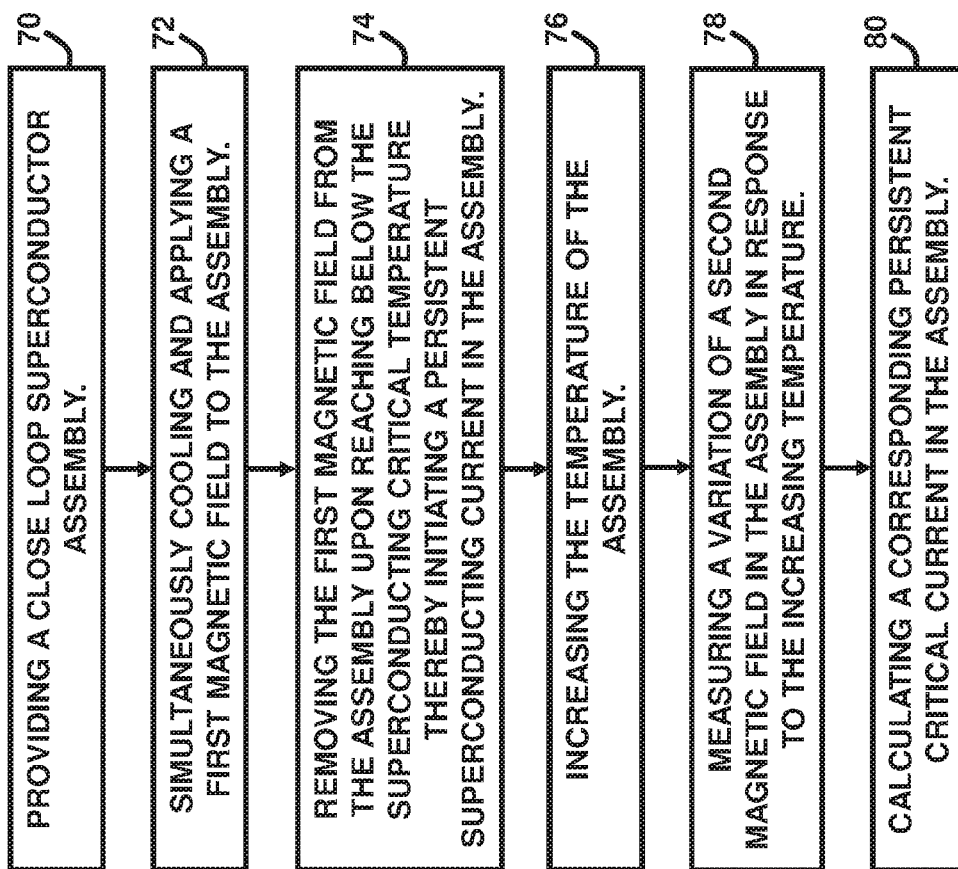 70
PROVIDING A CLOSE LOOP SUPERCONDUCTOR
ASSEMBLY.
72
SIMULTANEOUSLY COOLING AND APPLYING A
FIRST MAGNETIC FIELD TO THE ASSEMBLY.
74
REMOVING THE FIRST MAGNETIC FIELD FROM
THE ASSEMBLY UPON REACHING BELOW THE
SUPERCONDUCTING CRITICAL TEMPERATURE
THEREBY INITIATING A PERSISTENT
SUPERCONDUCTING CURRENT IN THE ASSEMBLY.
76
INCREASING THE TEMPERATURE OF THE
ASSEMBLY.
78
MEASURING A VARIATION OF A SECOND
MAGNETIC FIELD IN THE ASSEMBLY IN RESPONSE
TO THE INCREASING TEMPERATURE.
80
CALCULATING A CORRESPONDING PERSISTENT
CRITICAL CURRENT IN THE ASSEMBLY.